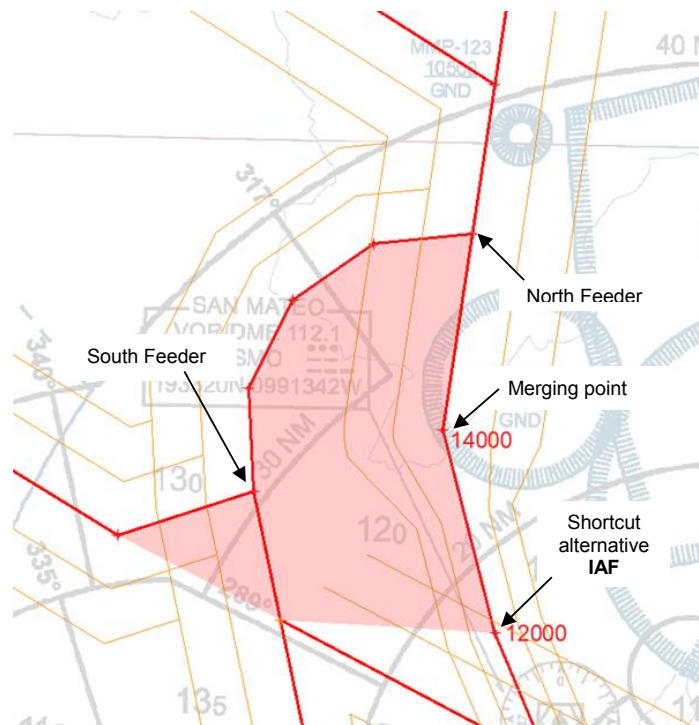 MMP-123
10500
GND
40 N
317°
SAN MATEO
VOR/DME 112.1
SMO
North Feeder
South Feeder
340°
Merging point
GND
14000
30 NM
130
120
20 NM
Shortcut
alternative
IAF
335°
289°
12000
135